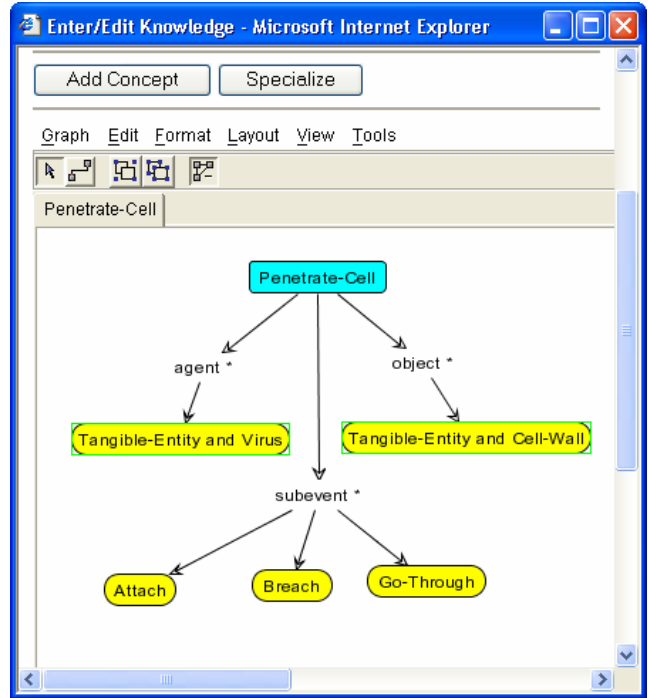 Enter/Edit Knowledge - Microsoft Internet Explorer
Add Concept Specialize
Graph Edit Format Layout View Tools
Penetrate-Cell
Penetrate-Cell
agent * object *
Tangible-Entity and Virus Tangible-Entity and Cell-Wall
subevent *
Attach Breach Go-Through